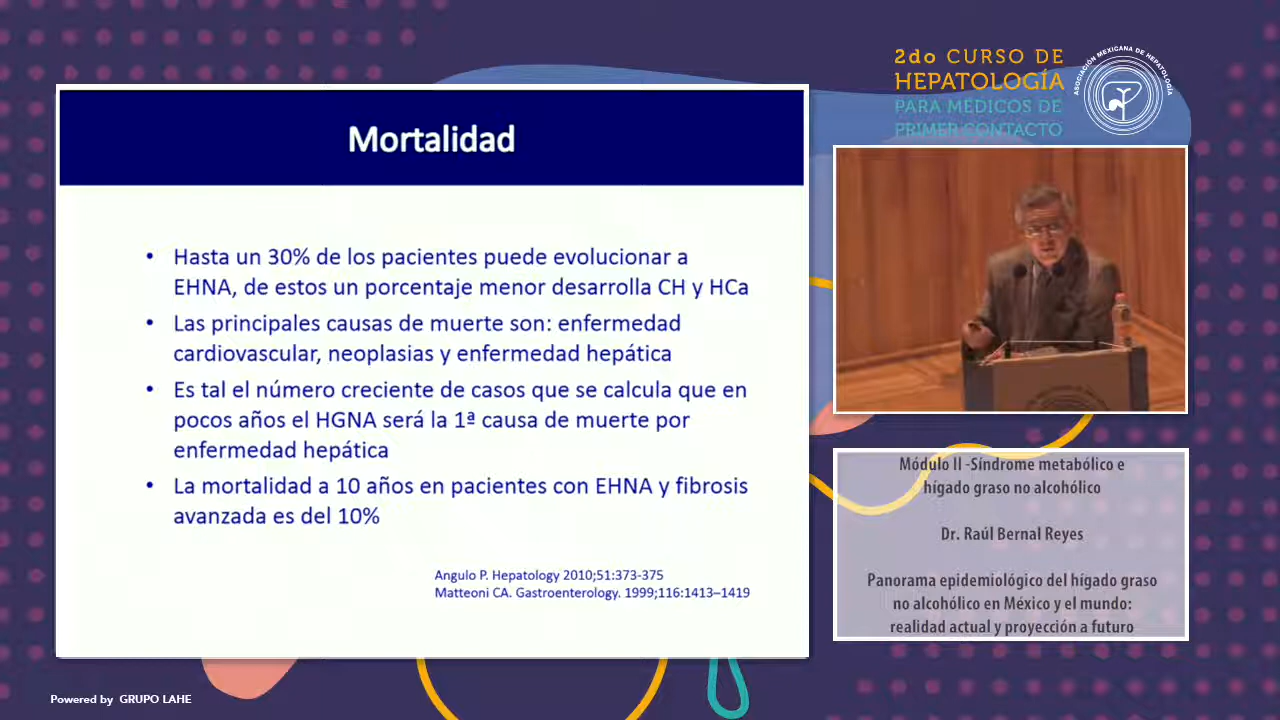 2do CURSO DE
HEPATOLOGÍA
PARA MÉDICOS DE
PRIMER CONTACTO
ASOCIACIÓN MEXICANA DE HEPATOLOGÍA
Mortalidad
• Hasta un 30% de los pacientes puede evolucionar a
EHNA, de estos un porcentaje menor desarrolla CH y HCa
• Las principales causas de muerte son: enfermedad
cardiovascular, neoplasias y enfermedad hepática
• Es tal el número creciente de casos que se calcula que en
pocos años el HGNA será la 1ª causa de muerte por
enfermedad hepática
• La mortalidad a 10 años en pacientes con EHNA y fibrosis
avanzada es del 10%
Angulo P. Hepatology 2010;51:373-375
Matteoni CA. Gastroenterology. 1999;116:1413–1419
Módulo II -Síndrome metabólico e
hígado graso no alcohólico
Dr. Raúl Bernal Reyes
Panorama epidemiológico del hígado graso
no alcohólico en México y el mundo:
realidad actual y proyección a futuro
Powered by GRUPO LAHE